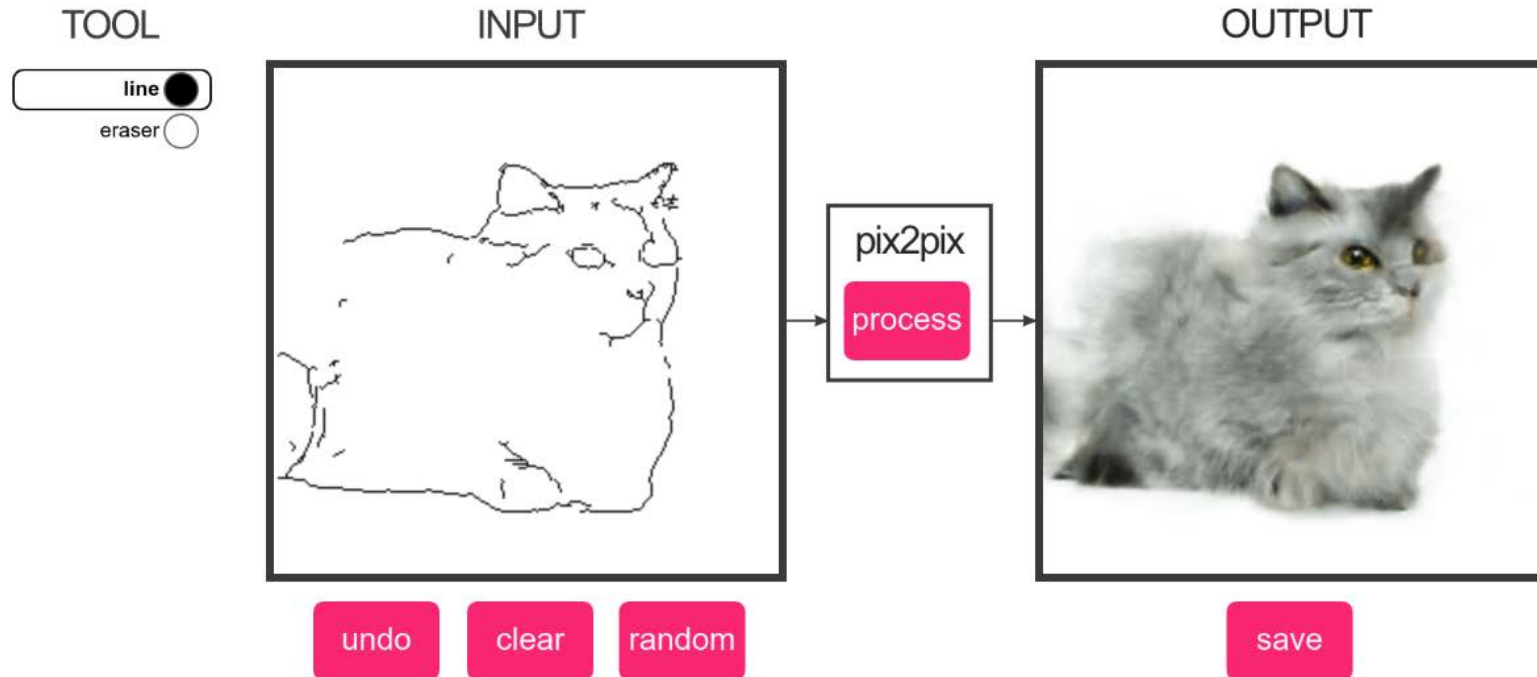 TOOL
INPUT
OUTPUT
line
eraser
pix2pix
process
undo
clear
random
save